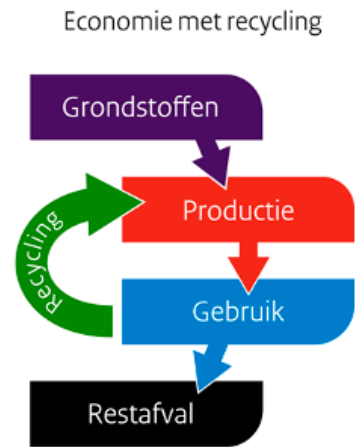 Economie met recycling
Grondstoffen
Productie
Recycling
Gebruik
Restafval